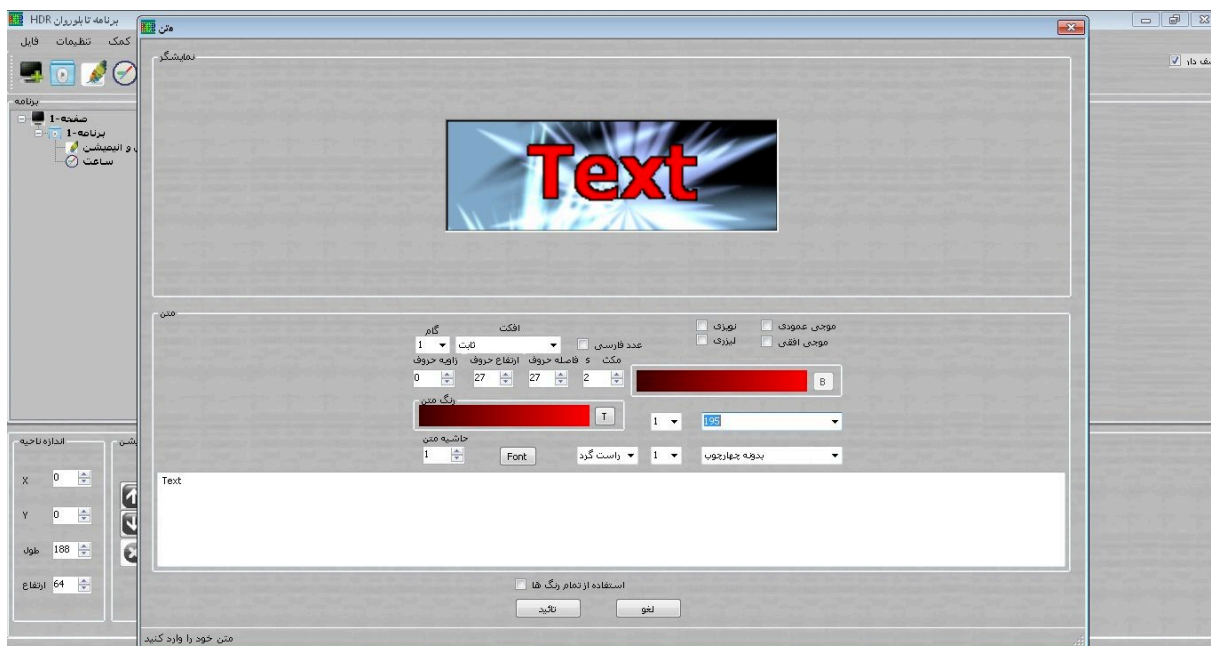 برنامه تابلوروان HDR
فایل تنظیمات کمک
برنامه
صفحه-1
برنامه-1
و انیمیشن
ساعت
متن
نمایشگر
Text
متن
گام افکت
1 ثابت عدد فارسی
نویزی موجی عمودی
لیزری موجی افقی
زاویه حروف ارتفاع حروف فاصله حروف s مکث
0 27 27 2
B
رنگ متن
T
1 195
حاشیه متن
1 Font راست گرد 1 بدونه چهارچوب
Text
استفاده از تمام رنگ ها
تائید لغو
متن خود را وارد کنید
اندازه ناحیه
X 0
Y 0
طول 188
ارتفاع 64